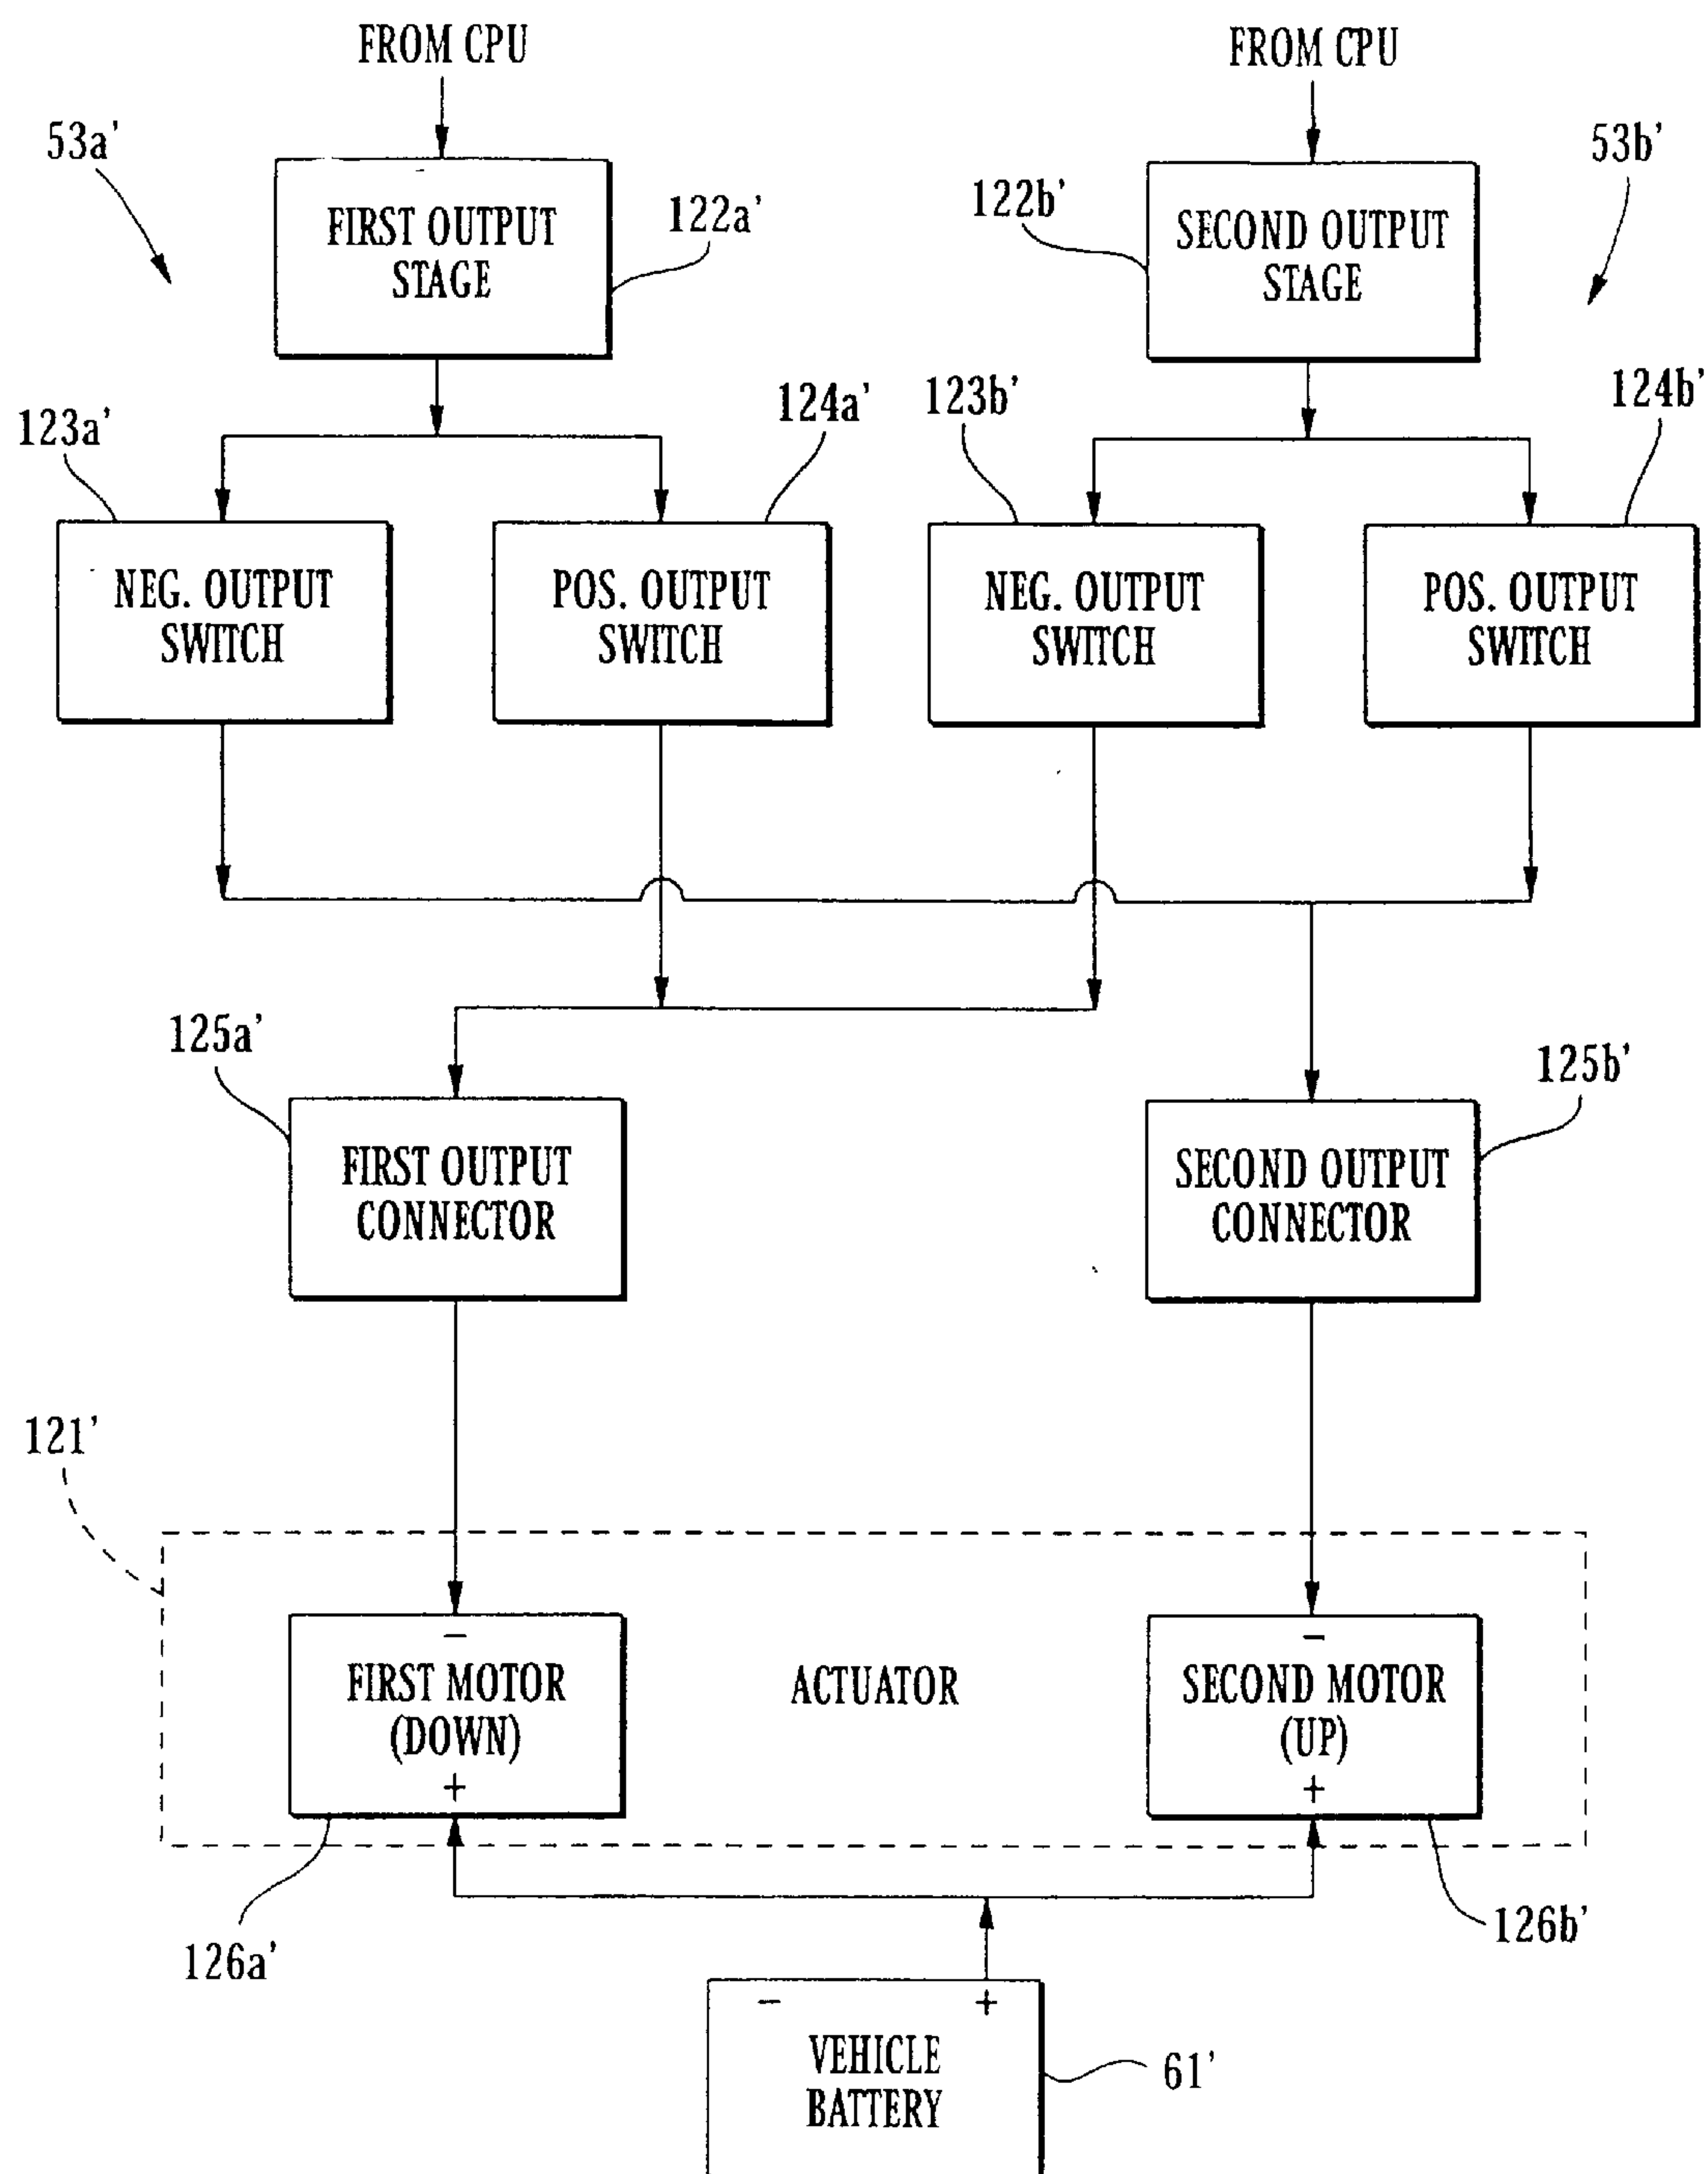 FROM CPU
FROM CPU
53a'
53b'
122a'
122b'
FIRST OUTPUT
STAGE
SECOND OUTPUT
STAGE
123a'
124a'
123b'
124b'
NEG. OUTPUT
SWITCH
POS. OUTPUT
SWITCH
NEG. OUTPUT
SWITCH
POS. OUTPUT
SWITCH
125a'
125b'
FIRST OUTPUT
CONNECTOR
SECOND OUTPUT
CONNECTOR
121'
−
FIRST MOTOR
(DOWN)
+
ACTUATOR
−
SECOND MOTOR
(UP)
+
126a'
126b'
− +
VEHICLE
BATTERY
61'